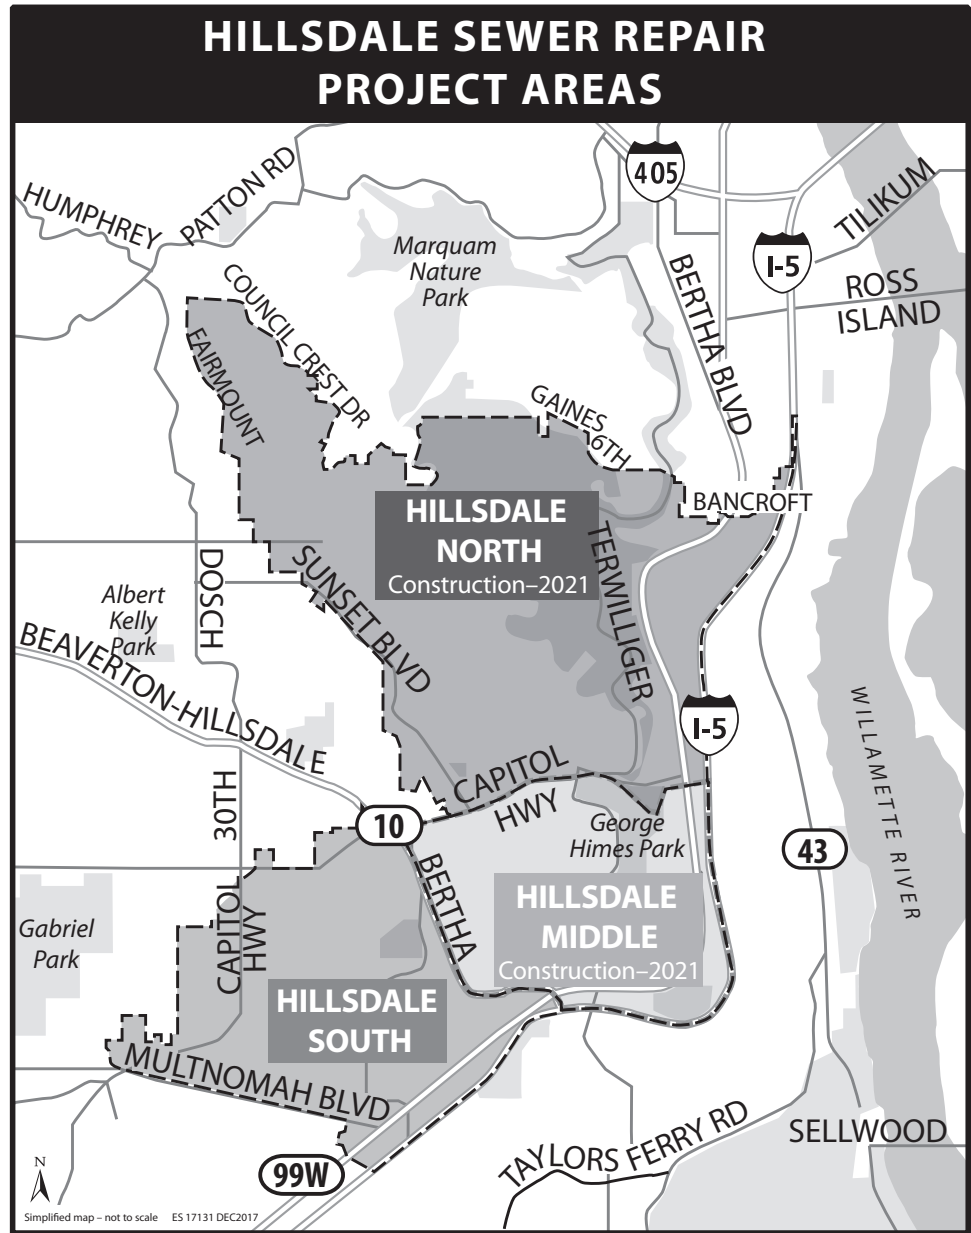 HILLSDALE SEWER REPAIR
PROJECT AREAS
405
HUMPHREY
PATTON RD
TILIKUM
Marquam
Nature
Park
I-5
BERTHA BLVD
ROSS
ISLAND
COUNCIL CREST DR
FAIRMOUNT
GAINES
6TH
BANCROFT
HILLSDALE
NORTH
Construction–2021
TERWILLIGER
SUNSET BLVD
DOSCH
Albert
Kelly
Park
BEAVERTON-HILLSDALE
I-5
WILLAMETTE RIVER
CAPITOL
HWY
30TH
10
George
Himes Park
43
BERTHA
HILLSDALE
MIDDLE
Construction–2021
CAPITOL
HWY
Gabriel
Park
HILLSDALE
SOUTH
MULTNOMAH BLVD
TAYLORS FERRY RD
SELLWOOD
99W
N
Simplified map – not to scale ES 17131 DEC2017